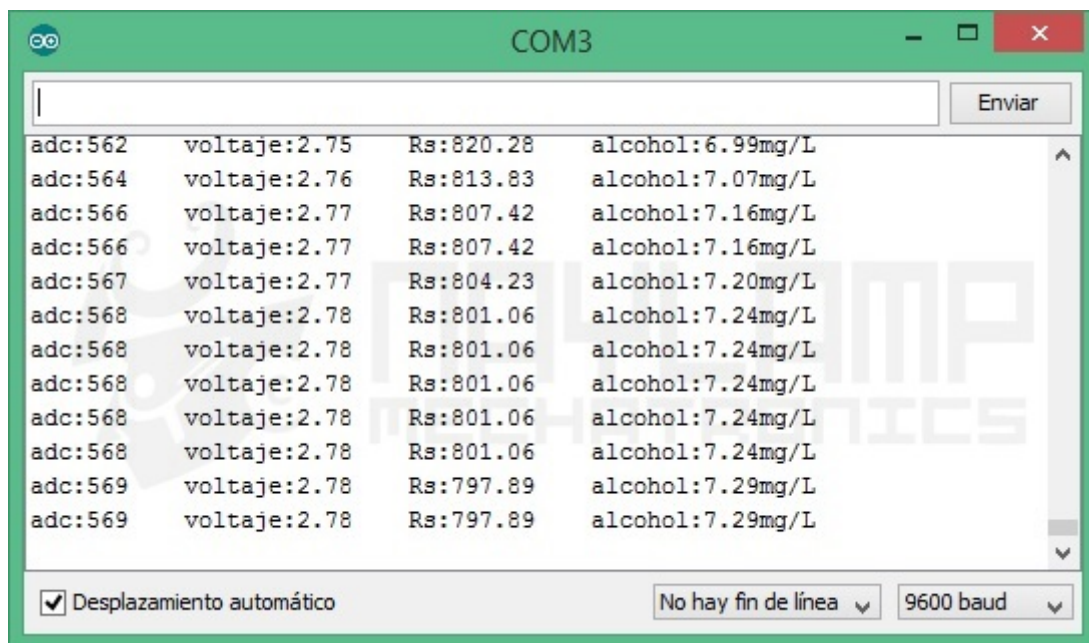 COM3
Enviar
adc:562 voltaje:2.75 Rs:820.28 alcohol:6.99mg/L
adc:564 voltaje:2.76 Rs:813.83 alcohol:7.07mg/L
adc:566 voltaje:2.77 Rs:807.42 alcohol:7.16mg/L
adc:566 voltaje:2.77 Rs:807.42 alcohol:7.16mg/L
adc:567 voltaje:2.77 Rs:804.23 alcohol:7.20mg/L
adc:568 voltaje:2.78 Rs:801.06 alcohol:7.24mg/L
adc:568 voltaje:2.78 Rs:801.06 alcohol:7.24mg/L
adc:568 voltaje:2.78 Rs:801.06 alcohol:7.24mg/L
adc:568 voltaje:2.78 Rs:801.06 alcohol:7.24mg/L
adc:568 voltaje:2.78 Rs:801.06 alcohol:7.24mg/L
adc:569 voltaje:2.78 Rs:797.89 alcohol:7.29mg/L
adc:569 voltaje:2.78 Rs:797.89 alcohol:7.29mg/L
NAYLAMP
MECHATRONICS
Desplazamiento automático No hay fin de línea 9600 baud